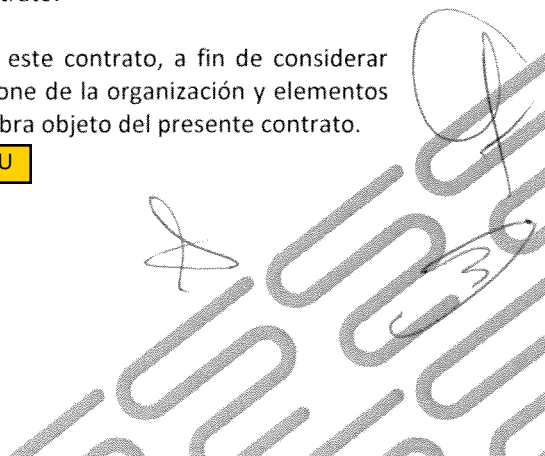 este contrato, a fin de considerar
one de la organización y elementos
bra objeto del presente contrato.
U